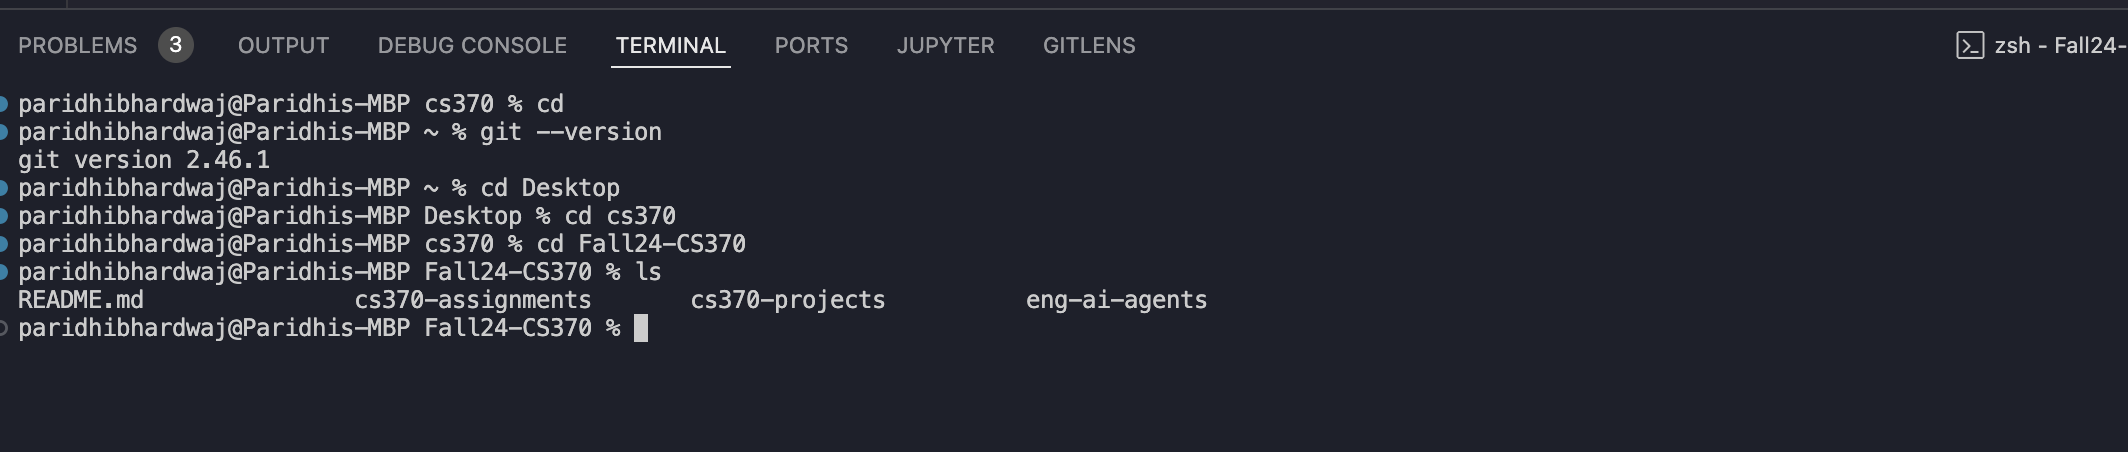 PROBLEMS 3 OUTPUT DEBUG CONSOLE TERMINAL PORTS JUPYTER GITLENS zsh - Fall24-
paridhibhardwaj@Paridhis-MBP cs370 % cd
paridhibhardwaj@Paridhis-MBP ~ % git --version
git version 2.46.1
paridhibhardwaj@Paridhis-MBP ~ % cd Desktop
paridhibhardwaj@Paridhis-MBP Desktop % cd cs370
paridhibhardwaj@Paridhis-MBP cs370 % cd Fall24-CS370
paridhibhardwaj@Paridhis-MBP Fall24-CS370 % ls
README.md cs370-assignments cs370-projects eng-ai-agents
paridhibhardwaj@Paridhis-MBP Fall24-CS370 %